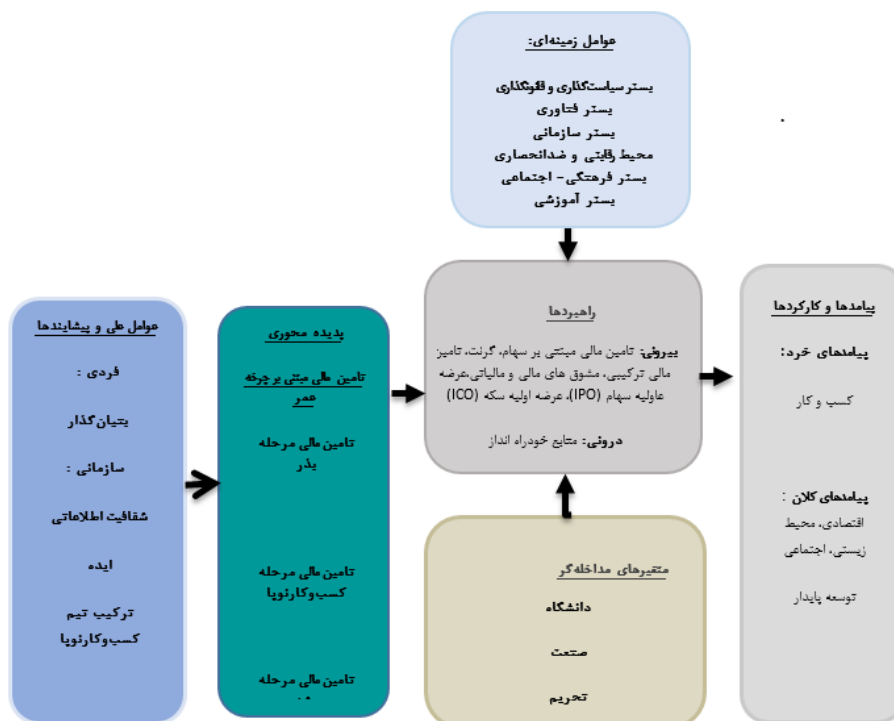 عوامل زمینه‌ای:
بستر سیاست‌گذاری و قانونگذاری
بستر فناوری
بستر سازمانی
محیط رقابتی و ضدانحصاری
بستر فرهنگی- اجتماعی
بستر آموزشی
عوامل علی و پیشایندها
فردی :
بنیان‌گذار
سازمانی :
شفافیت اطلاعاتی
ایده
ترکیب تیم
کسب‌وکارنوپا
پدیده محوری
تامین مالی مبتنی بر چرخه
عمر
تامین مالی مرحله
بذر
تامین مالی مرحله
کسب‌وکارنوپا
تامین مالی مرحله
راهبردها
بیرونی: تامین مالی مبتنی بر سهام، گرنت، تامین
مالی ترکیبی، مشوق های مالی و مالیاتی،عرضه
عاولیه سهام (IPO)، عرضه اولیه سکه (ICO)
درونی: منابع خودراه انداز
متغیرهای مداخله‌گر
دانشگاه
صنعت
تحریم
پیامدها و کارکردها
پیامدهای خرد:
کسب و کار
پیامدهای کلان :
اقتصادی، محیط
زیستی، اجتماعی
توسعه پایدار